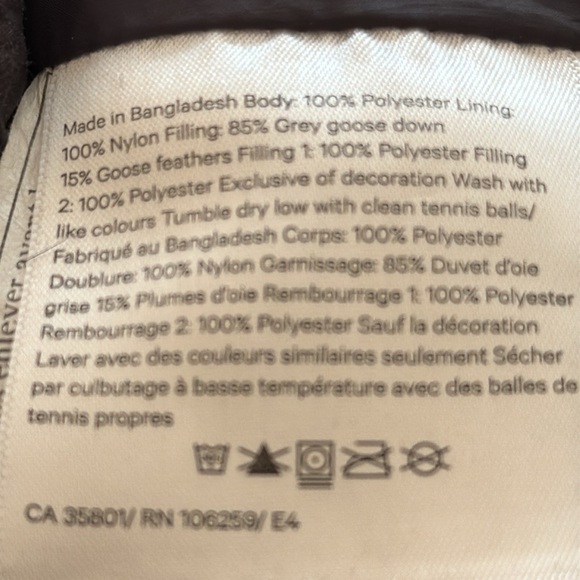 Made in Bangladesh Body: 100% Polyester Lining:
100% Nylon Filling: 85% Grey goose down
15% Goose feathers Filling 1: 100% Polyester Filling
2: 100% Polyester Exclusive of decoration Wash with
like colours Tumble dry low with clean tennis balls/
Fabriqué au Bangladesh Corps: 100% Polyester
Doublure: 100% Nylon Garnissage: 85% Duvet d'oie
grise 15% Plumes d'oie Rembourrage 1: 100% Polyester
Rembourrage 2: 100% Polyester Sauf la décoration
Laver avec des couleurs similaires seulement Sécher
par culbutage à basse température avec des balles de
tennis propres
CA 35801/ RN 106259/ E4